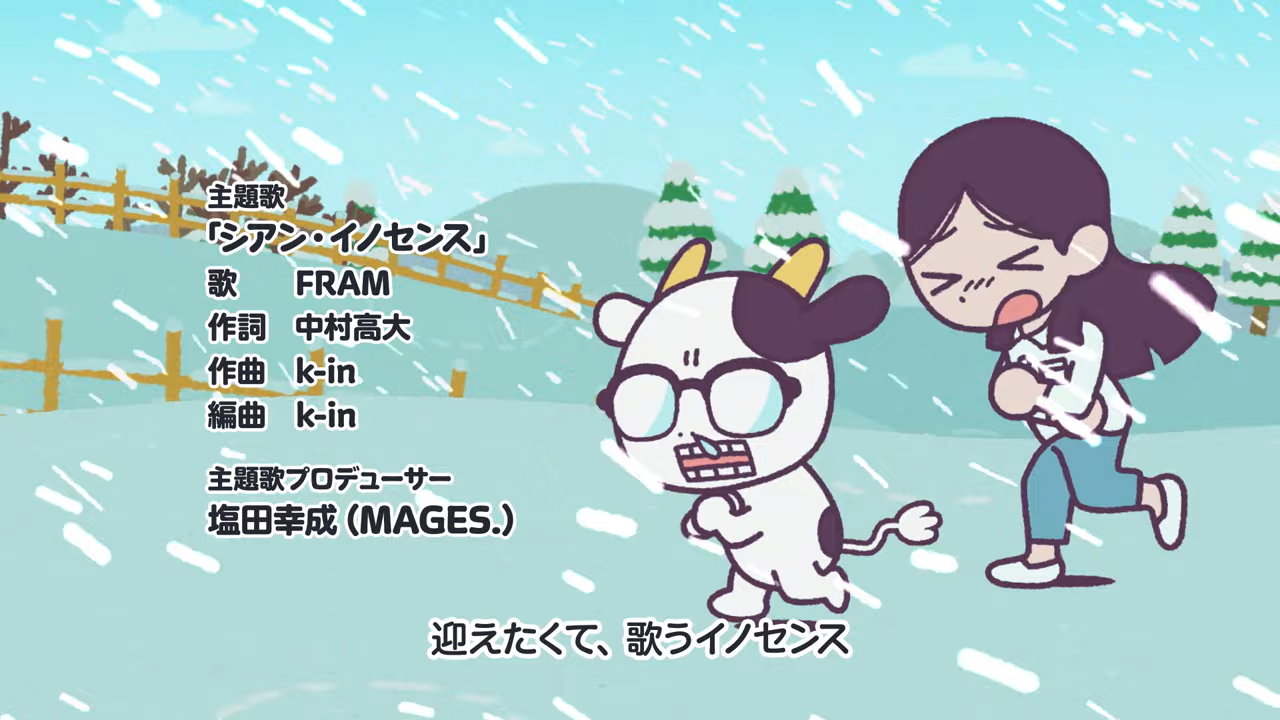 主題歌
「シアン・イノセンス」
歌　　FRAM
作詞　中村高大
作曲　k-in
編曲　k-in
主題歌プロデューサー
塩田幸成（MAGES.）
迎えたくて、歌うイノセンス